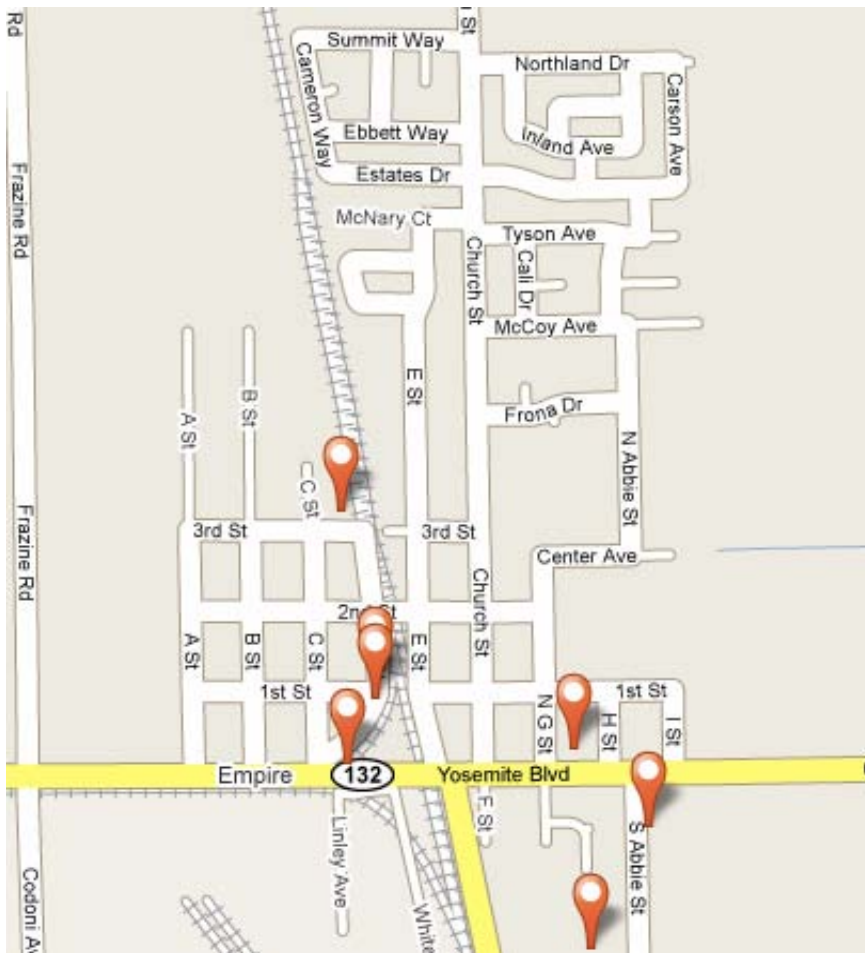 Rd
n St
Summit Way
Northland Dr
Cameron Way
Carson Ave
Ebbett Way
Inland Ave
Estates Dr
Frazine Rd
McNary Ct
Tyson Ave
Church St
Cali Dr
McCoy Ave
E St
B St
A St
Frona Dr
N Abbie St
C St
Frazine Rd
3rd St
3rd St
Center Ave
Church St
2nd St
A St
B St
C St
E St
1st St
1st St
N G St
H St
I St
Empire
132
Yosemite Blvd
F St
Linley Ave
S Abbie St
Codoni Av
White